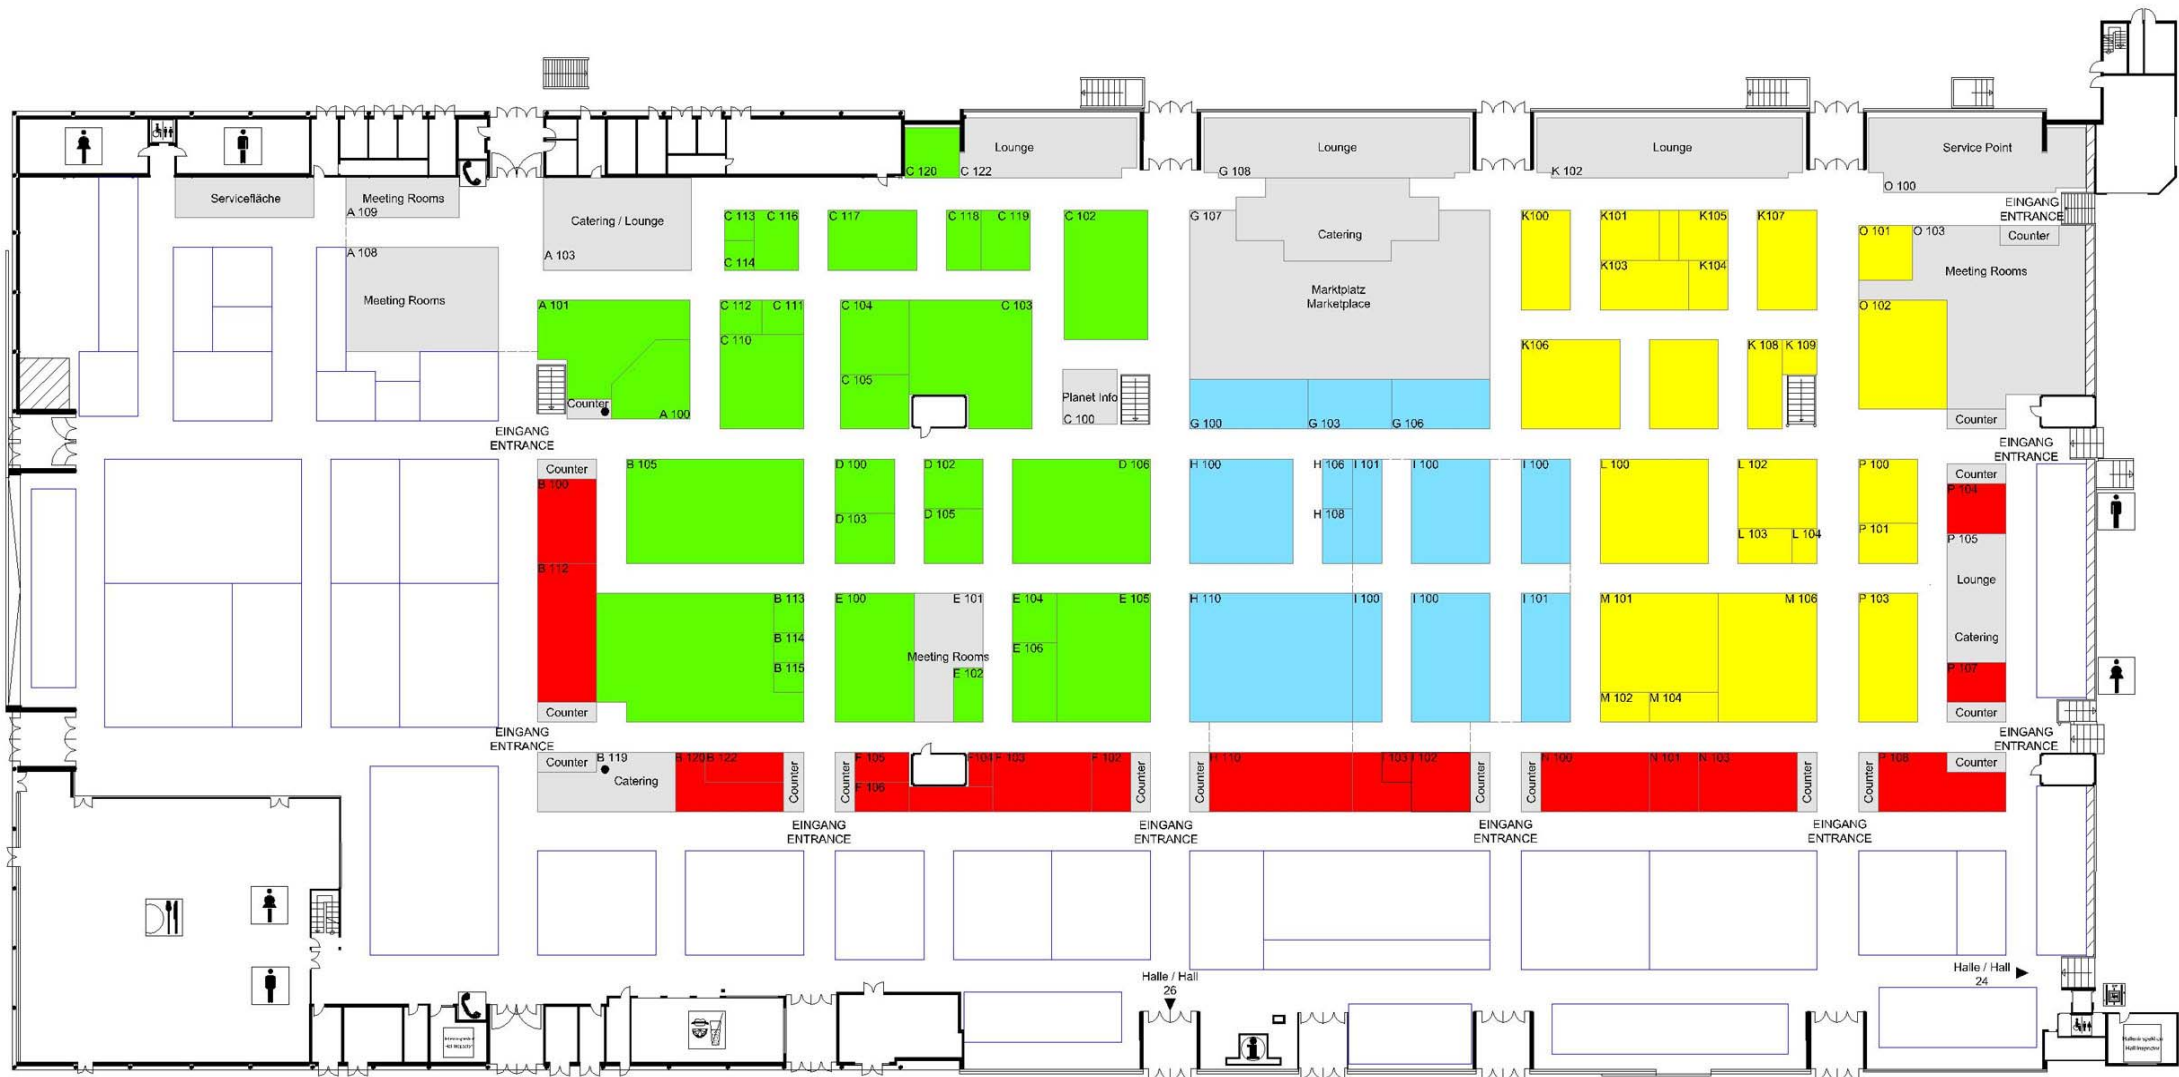 Lounge
Lounge
Lounge
Service Point
C 120
C 122
G 108
K 102
O 100
Servicefläche
Meeting Rooms
A 109
EINGANG
ENTRANCE
Catering / Lounge
A 103
C 113
C 116
C 114
C 117
C 118
C 119
C 102
G 107
Catering
Marktplatz
Marketplace
K100
K101
K105
K103
K104
K107
O 101
O 103
Counter
Meeting Rooms
O 102
A 108
Meeting Rooms
A 101
Counter
A 100
C 112
C 111
C 110
C 104
C 103
C 105
Planet Info
C 100
G 100
G 103
G 106
K106
K 108
K 109
Counter
EINGANG
ENTRANCE
EINGANG
ENTRANCE
Counter
B 100
B 105
D 100
D 102
D 106
D 103
D 105
H 100
H 106
I 101
I 100
I 100
H 108
L 100
L 102
L 103
L 104
P 100
P 101
Counter
P 104
P 105
Lounge
Catering
P 107
Counter
B 112
B 113
B 114
B 115
Counter
E 100
E 101
Meeting Rooms
E 102
E 104
E 105
E 106
H 110
I 100
I 100
I 101
M 101
M 106
M 102
M 104
P 103
EINGANG
ENTRANCE
EINGANG
ENTRANCE
Counter
B 119
Catering
B 120
B 122
Counter
Counter
F 105
F 106
F104
F 103
F 102
Counter
Counter
H 110
I 103
I 102
Counter
Counter
N 100
N 101
N 103
Counter
Counter
P 108
Counter
EINGANG
ENTRANCE
EINGANG
ENTRANCE
EINGANG
ENTRANCE
EINGANG
ENTRANCE
Halle / Hall
26
Halle / Hall
24